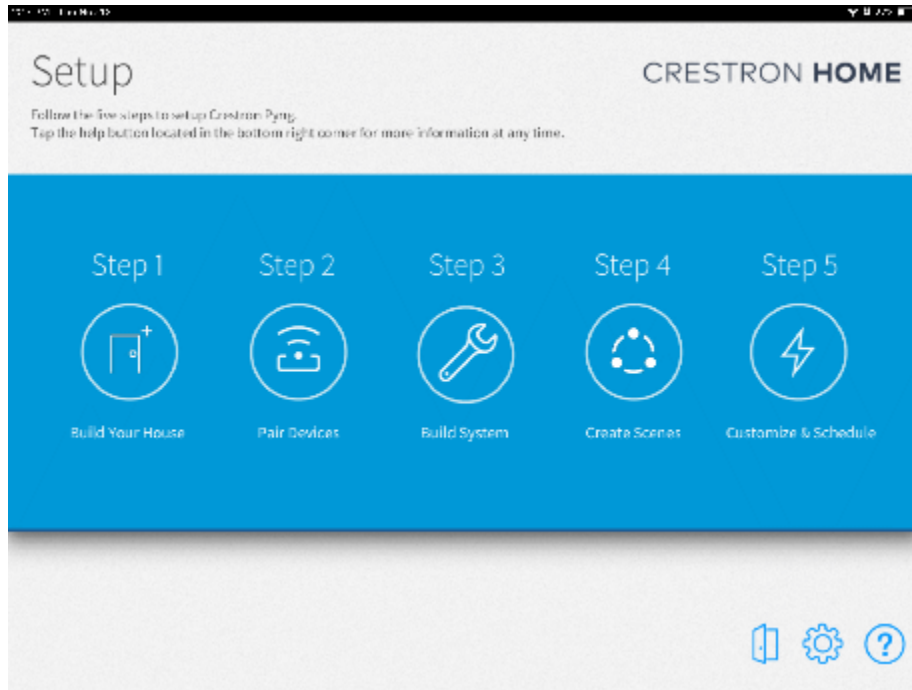 Setup
CRESTRON HOME
Follow the five steps to setup Crestron Pyng.
Tap the help button located in the bottom right corner for more information at any time.
Step 1
Step 2
Step 3
Step 4
Step 5
Build Your House
Pair Devices
Build System
Create Scenes
Customize & Schedule
?